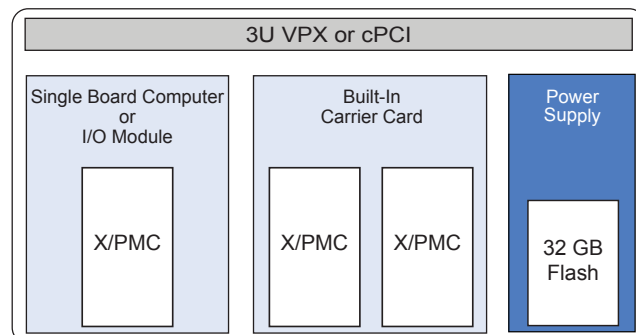 3U VPX or cPCI
Single Board Computer
or
I/O Module
X/PMC
Built-In
Carrier Card
X/PMC
X/PMC
Power
Supply
32 GB
Flash